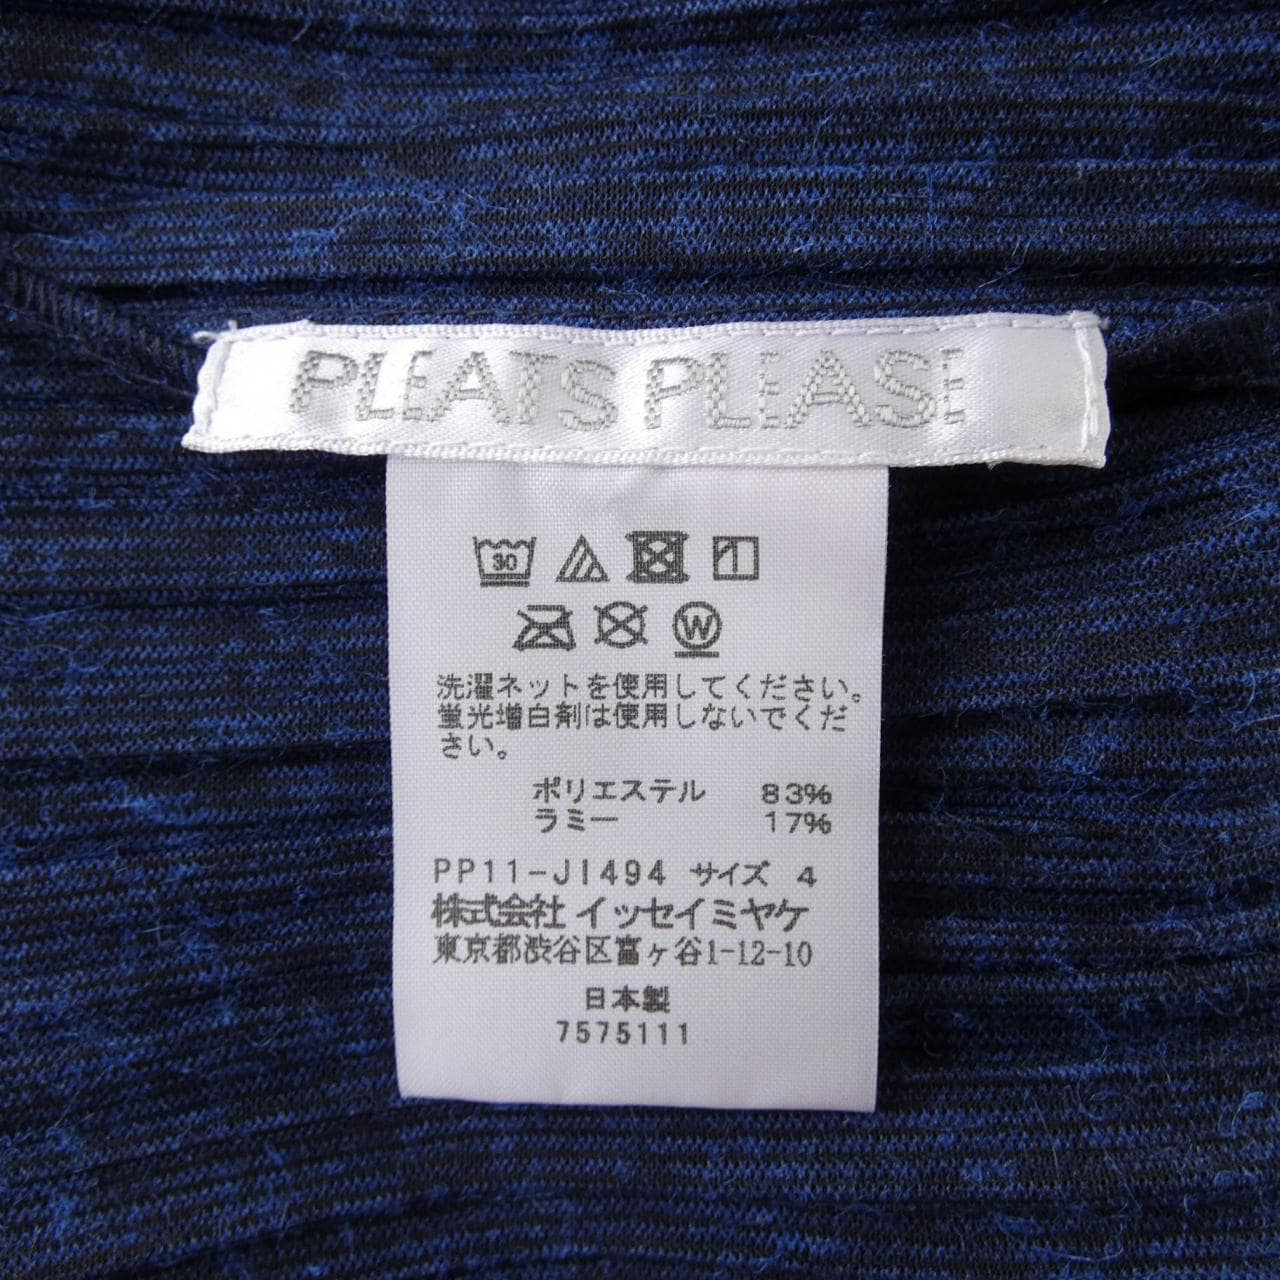 PLEATS PLEASE
30
W
洗濯ネットを使用してください。
蛍光増白剤は使用しないでくだ
さい。
ポリエステル 83%
ラミー 17%
PP11-JI494 サイズ 4
株式会社 イッセイミヤケ
東京都渋谷区富ヶ谷1-12-10
日本製
7575111